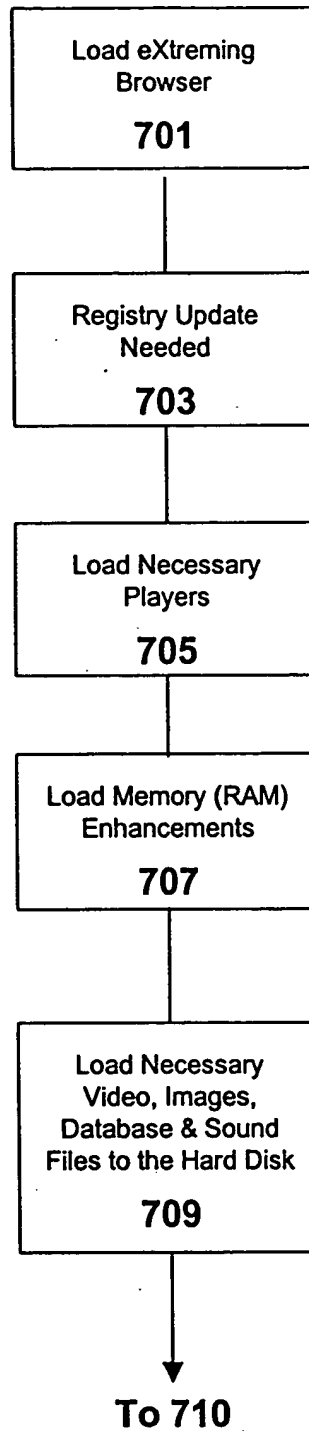 Load eXtreming
Browser
701
Registry Update
Needed
703
Load Necessary
Players
705
Load Memory (RAM)
Enhancements
707
Load Necessary
Video, Images,
Database & Sound
Files to the Hard Disk
709
To 710